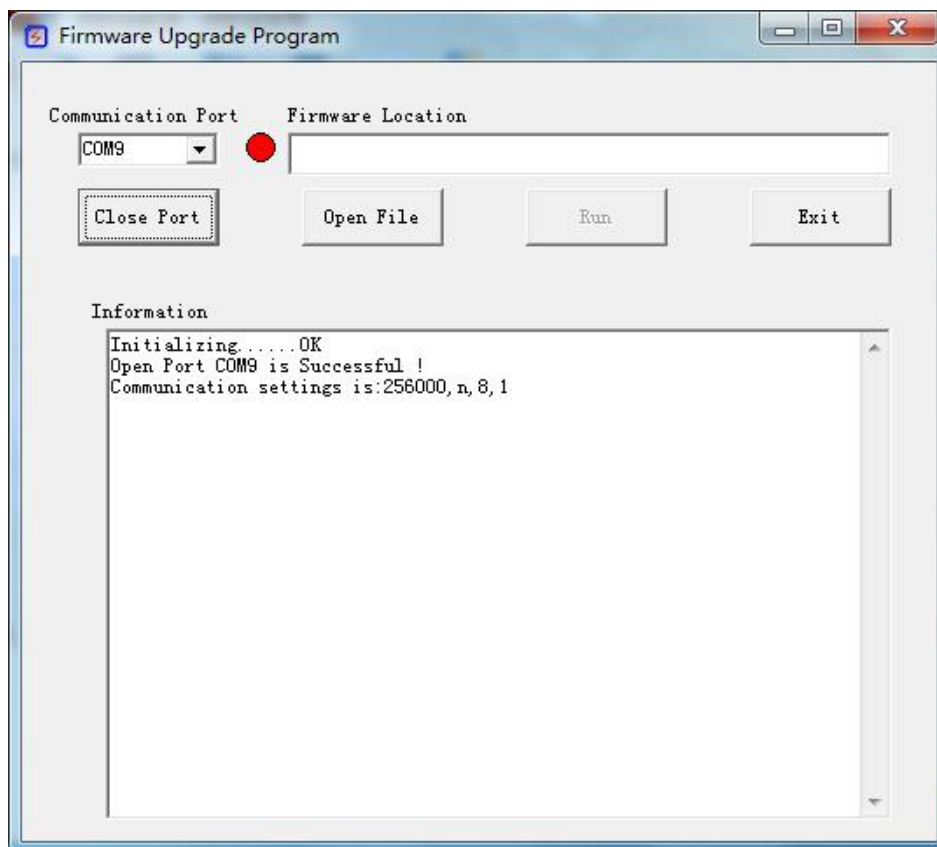 Firmware Upgrade Program
Communication Port Firmware Location
COM9
Close Port Open File Run Exit
Information
Initializing......OK
Open Port COM9 is Successful !
Communication settings is:256000,n,8,1